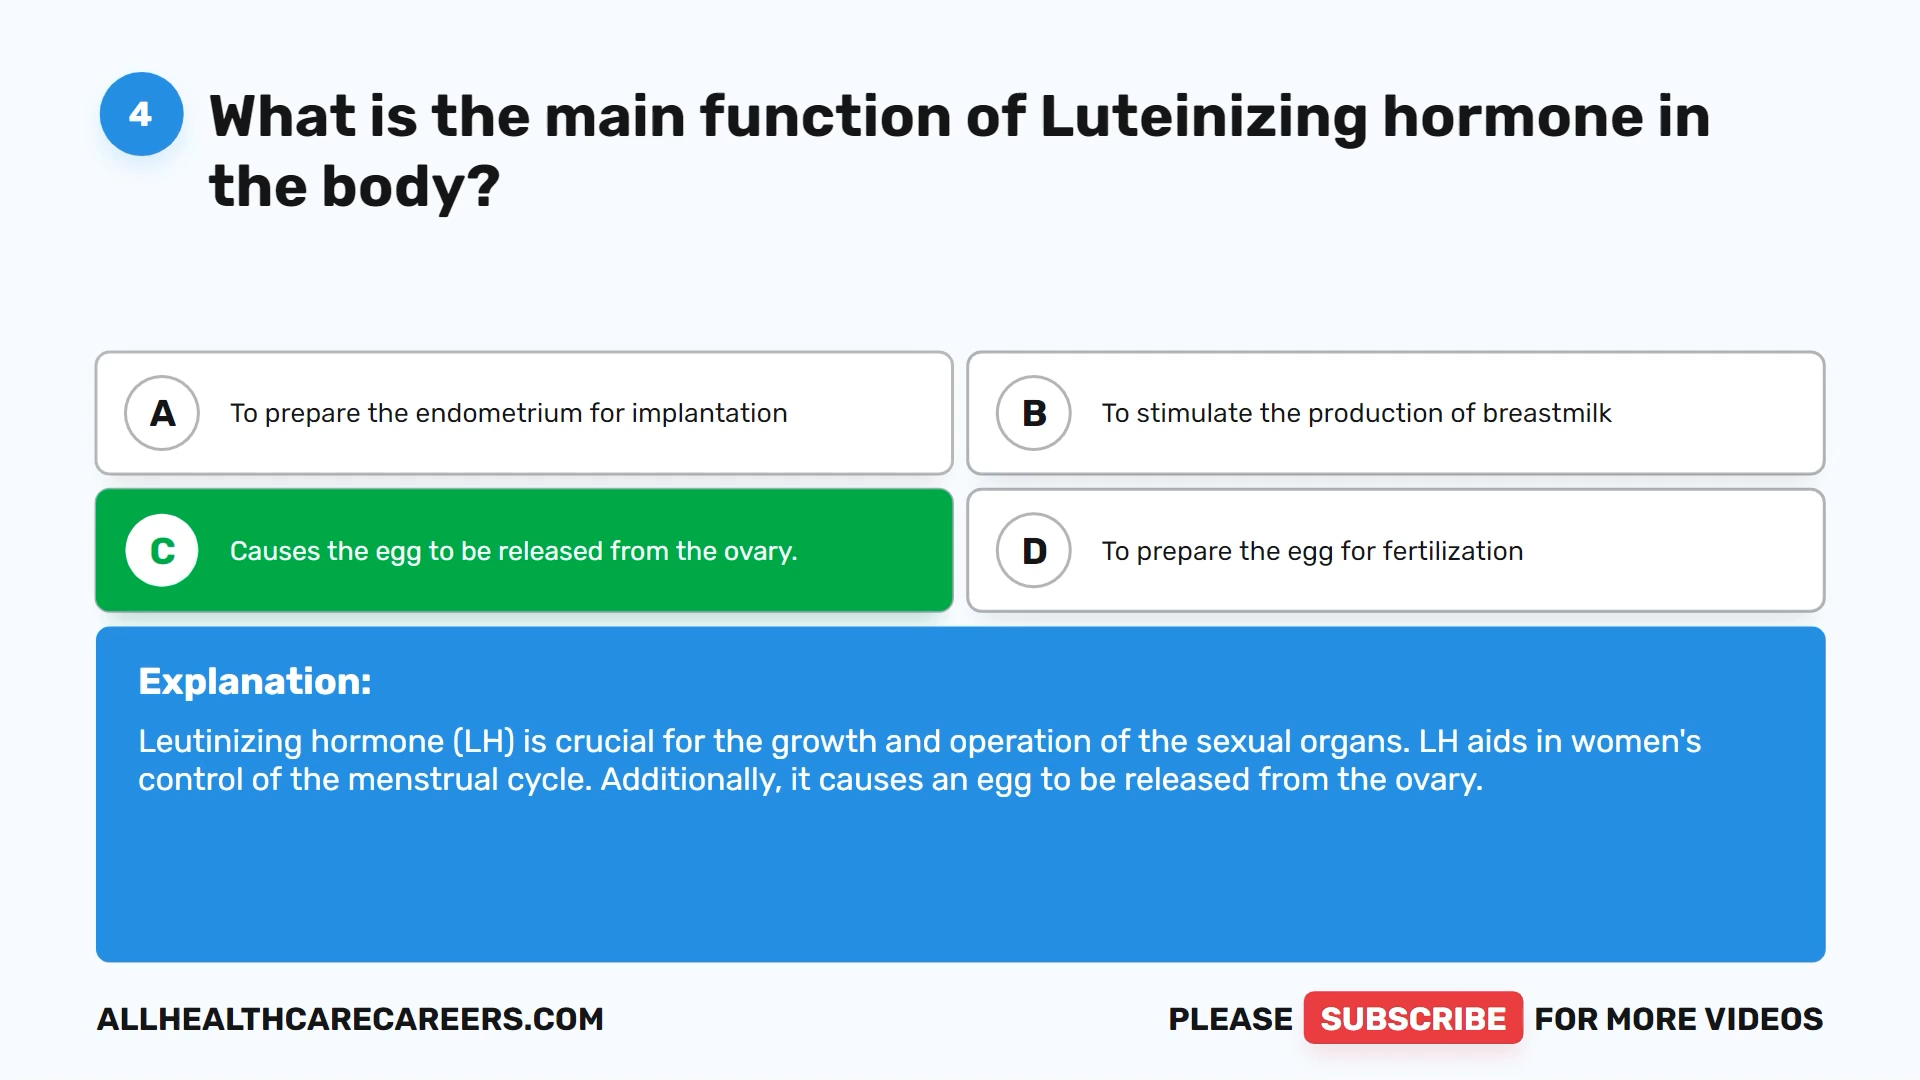 4
What is the main function of Luteinizing hormone in
the body?
A
To prepare the endometrium for implantation
B
To stimulate the production of breastmilk
C
Causes the egg to be released from the ovary.
D
To prepare the egg for fertilization
Explanation:
Leutinizing hormone (LH) is crucial for the growth and operation of the sexual organs. LH aids in women's
control of the menstrual cycle. Additionally, it causes an egg to be released from the ovary.
ALLHEALTHCARECAREERS.COM
PLEASE SUBSCRIBE FOR MORE VIDEOS